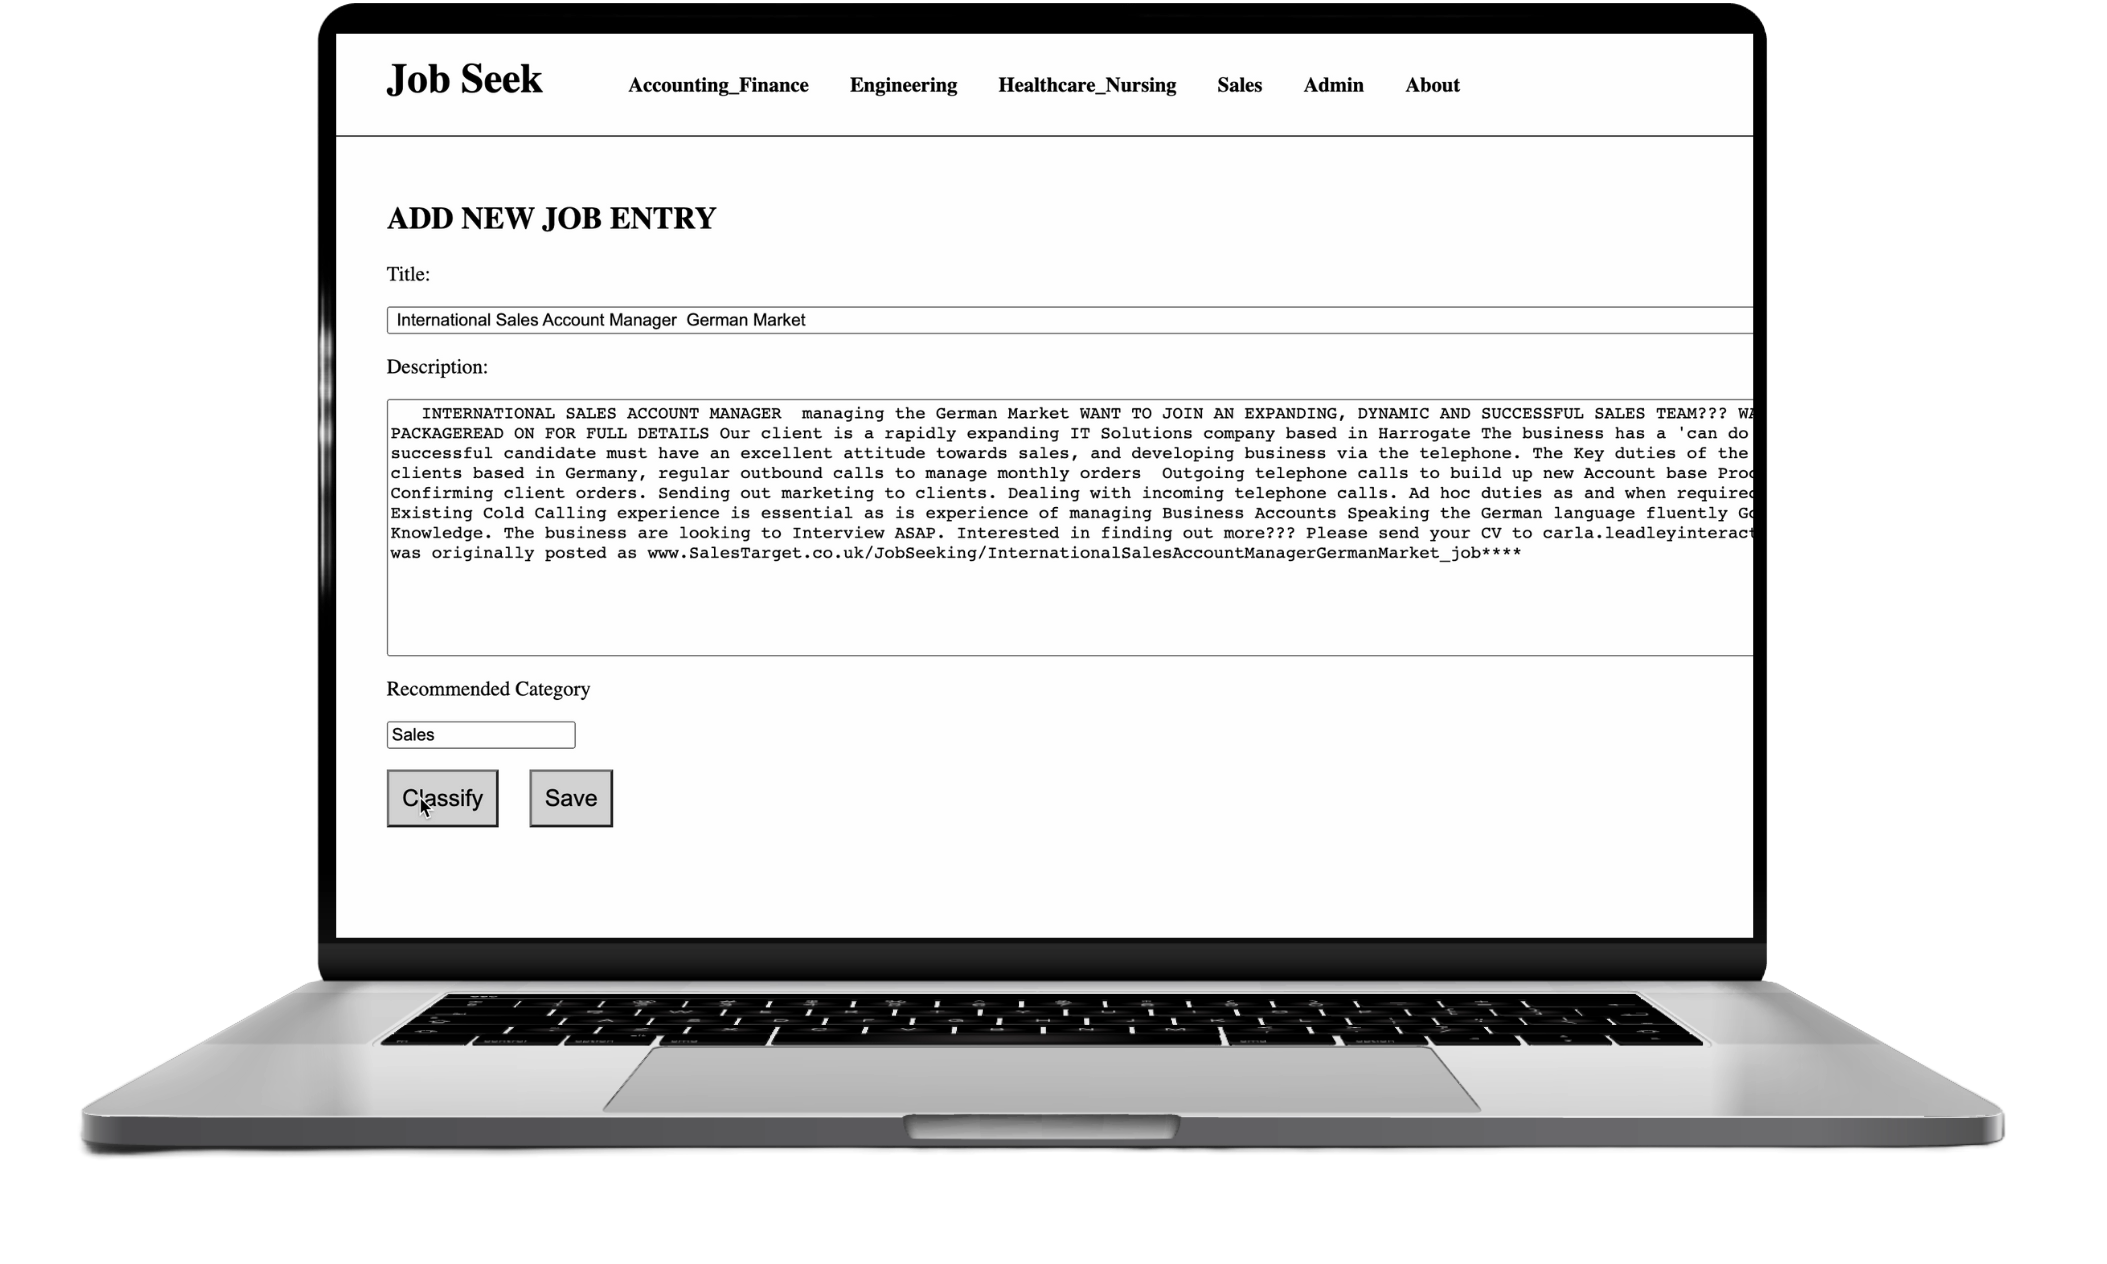 Job Seek Accounting_Finance Engineering Healthcare_Nursing Sales Admin About
ADD NEW JOB ENTRY
Title:
International Sales Account Manager  German Market
Description:
INTERNATIONAL SALES ACCOUNT MANAGER  managing the German Market WANT TO JOIN AN EXPANDING, DYNAMIC AND SUCCESSFUL SALES TEAM???
PACKAGEREAD ON FOR FULL DETAILS Our client is a rapidly expanding IT Solutions company based in Harrogate The business has a 'can do
successful candidate must have an excellent attitude towards sales, and developing business via the telephone. The Key duties of the
clients based in Germany, regular outbound calls to manage monthly orders  Outgoing telephone calls to build up new Account base
Confirming client orders. Sending out marketing to clients. Dealing with incoming telephone calls. Ad hoc duties as and when required
Existing Cold Calling experience is essential as is experience of managing Business Accounts Speaking the German language fluently
Knowledge. The business are looking to Interview ASAP. Interested in finding out more??? Please send your CV to carla.leadleyinteract
was originally posted as www.SalesTarget.co.uk/JobSeeking/InternationalSalesAccountManagerGermanMarket_job****
Recommended Category
Sales
Classify Save